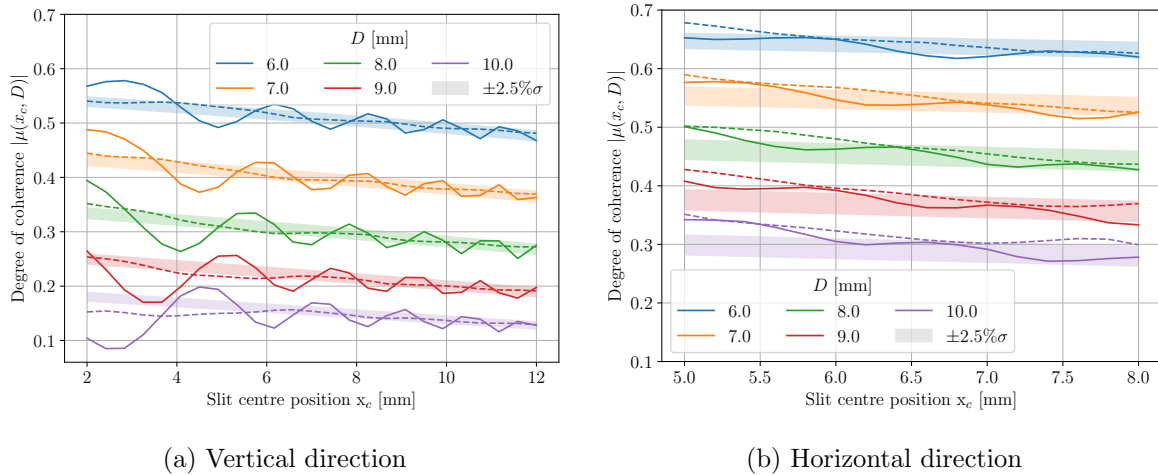 0.7
0.6
0.5
0.4
0.3
0.2
0.1
Degree of coherence |μ(x_c, D)|
D [mm]
6.0 8.0 10.0
7.0 9.0 ±2.5%σ
2 4 6 8 10 12
Slit centre position x_c [mm]
(a) Vertical direction
0.7
0.6
0.5
0.4
0.3
0.2
0.1
Degree of coherence |μ(x_c, D)|
D [mm]
6.0 8.0 10.0
7.0 9.0 ±2.5%σ
5.0 5.5 6.0 6.5 7.0 7.5 8.0
Slit centre position x_c [mm]
(b) Horizontal direction